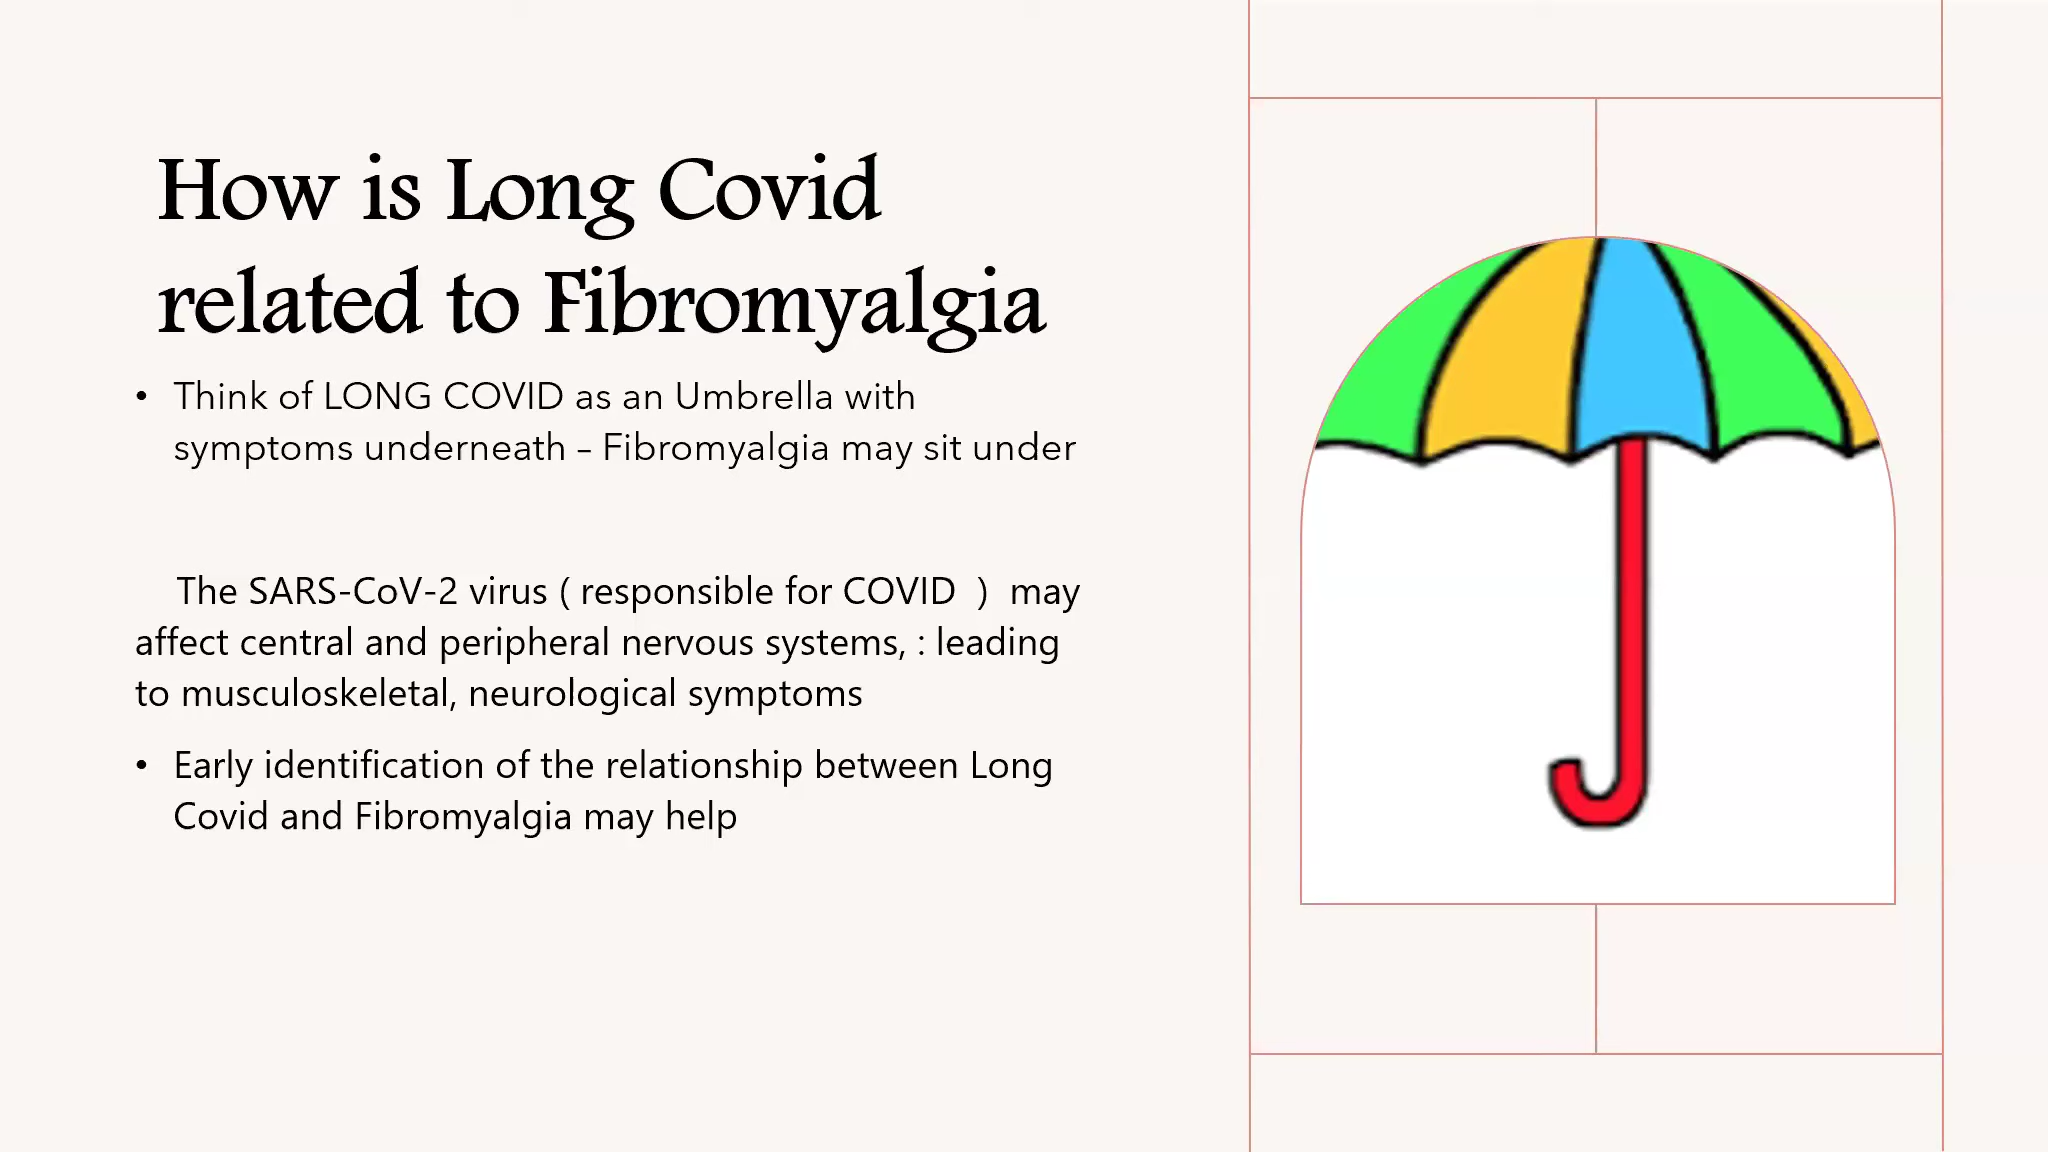 How is Long Covid
related to Fibromyalgia
• Think of LONG COVID as an Umbrella with
symptoms underneath – Fibromyalgia may sit under
The SARS-CoV-2 virus ( responsible for COVID  )  may
affect central and peripheral nervous systems, : leading
to musculoskeletal, neurological symptoms
• Early identification of the relationship between Long
Covid and Fibromyalgia may help